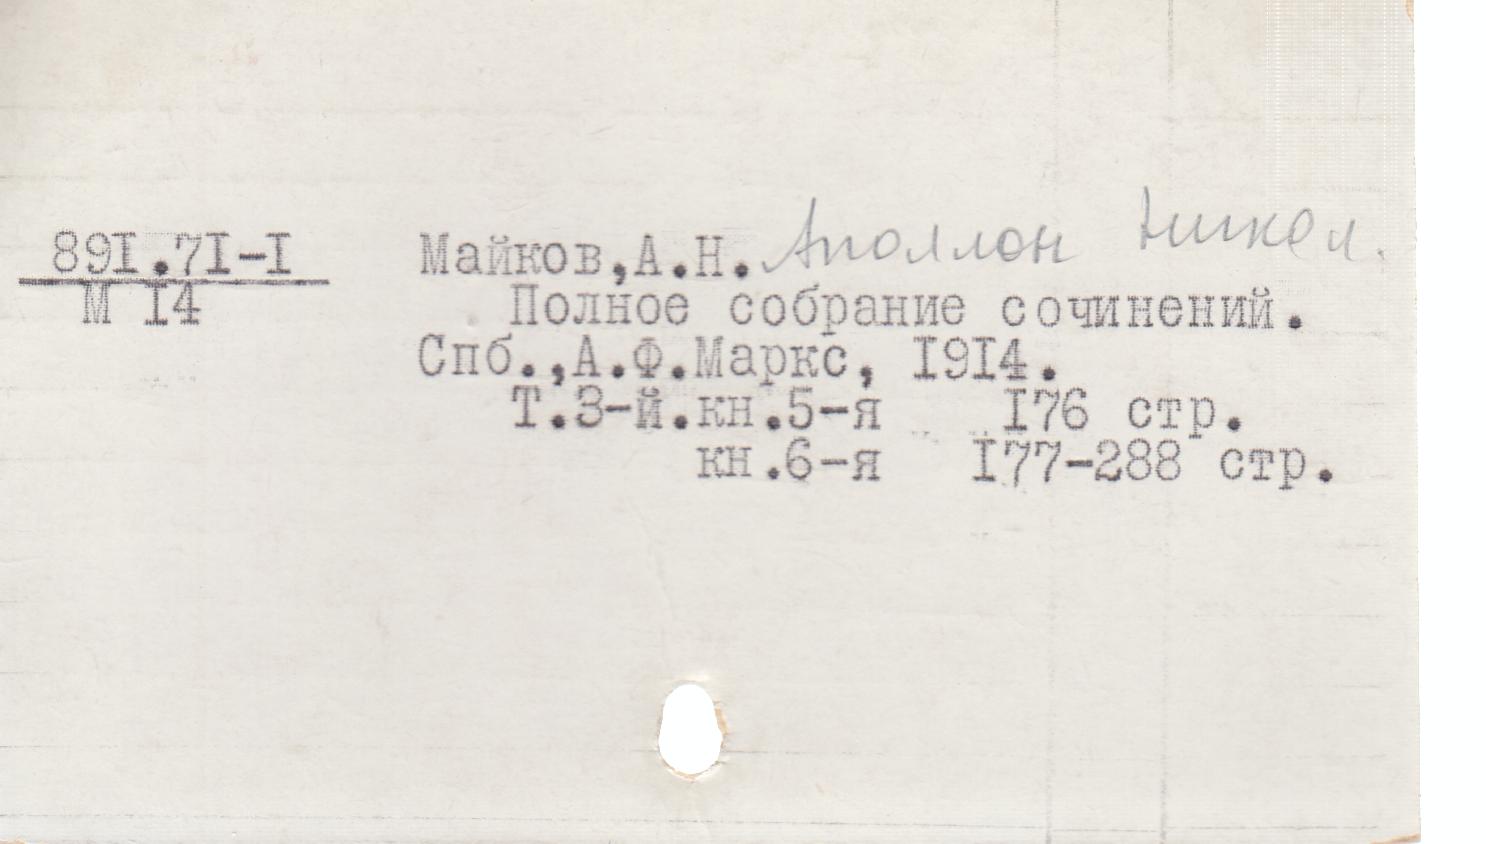 891.71-1 Майков,А.Н. Аполлон Никол.
М 14 Полное собрание сочинений.
Спб.,А.Ф.Маркс, 1914.
Т.3-й.кн.5-я 176 стр.
кн.6-я 177-288 стр.